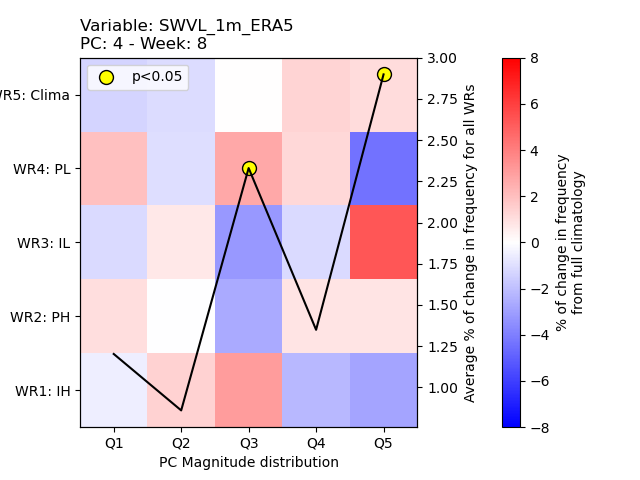 Variable: SWVL_1m_ERA5
PC: 4 - Week: 8
p<0.05
WR5: Clima
WR4: PL
WR3: IL
WR2: PH
WR1: IH
Q1 Q2 Q3 Q4 Q5
PC Magnitude distribution
3.00
2.75
2.50
2.25
2.00
1.75
1.50
1.25
1.00
Average % of change in frequency for all WRs
8
6
4
2
0
−2
−4
−6
−8
% of change in frequency
from full climatology